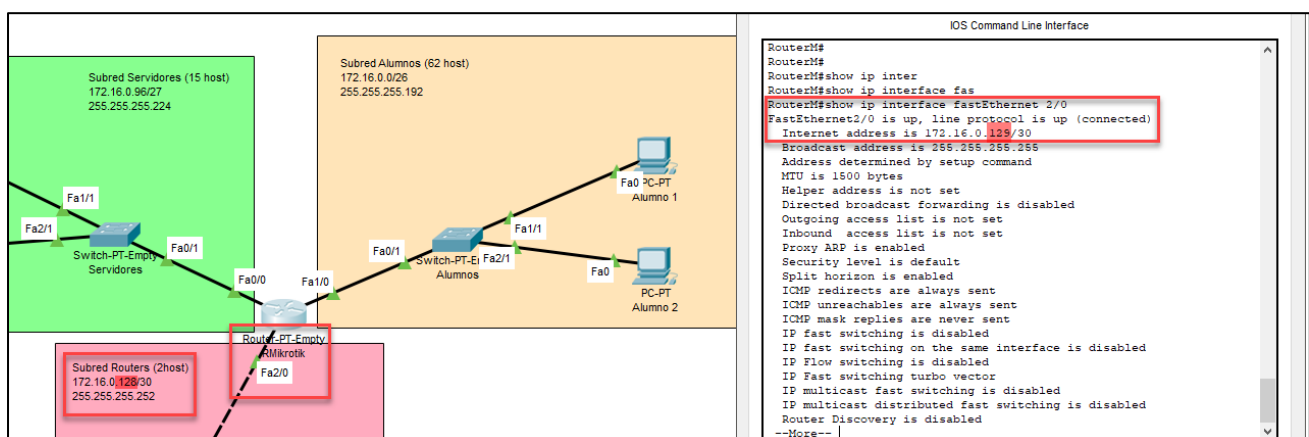 Subred Servidores (15 host)
172.16.0.96/27
255.255.255.224
Fa1/1
Fa2/1
Switch-PT-Empty
Servidores
Fa0/1
Fa0/0
Subred Alumnos (62 host)
172.16.0.0/26
255.255.255.192
Fa0
PC-PT
Alumno 1
Fa1/1
Fa0/1
Switch-PT-E
Fa2/1
Alumnos
Fa0
PC-PT
Alumno 2
Fa1/0
Router-PT-Empty
RMikrotik
Fa2/0
Subred Routers (2host)
172.16.0.128/30
255.255.255.252
IOS Command Line Interface
RouterM#
RouterM#
RouterM#show ip inter
RouterM#show ip interface fas
RouterM#show ip interface fastEthernet 2/0
FastEthernet2/0 is up, line protocol is up (connected)
Internet address is 172.16.0.129/30
Broadcast address is 255.255.255.255
Address determined by setup command
MTU is 1500 bytes
Helper address is not set
Directed broadcast forwarding is disabled
Outgoing access list is not set
Inbound access list is not set
Proxy ARP is enabled
Security level is default
Split horizon is enabled
ICMP redirects are always sent
ICMP unreachables are always sent
ICMP mask replies are never sent
IP fast switching is disabled
IP fast switching on the same interface is disabled
IP Flow switching is disabled
IP Fast switching turbo vector
IP multicast fast switching is disabled
IP multicast distributed fast switching is disabled
Router Discovery is disabled
--More--